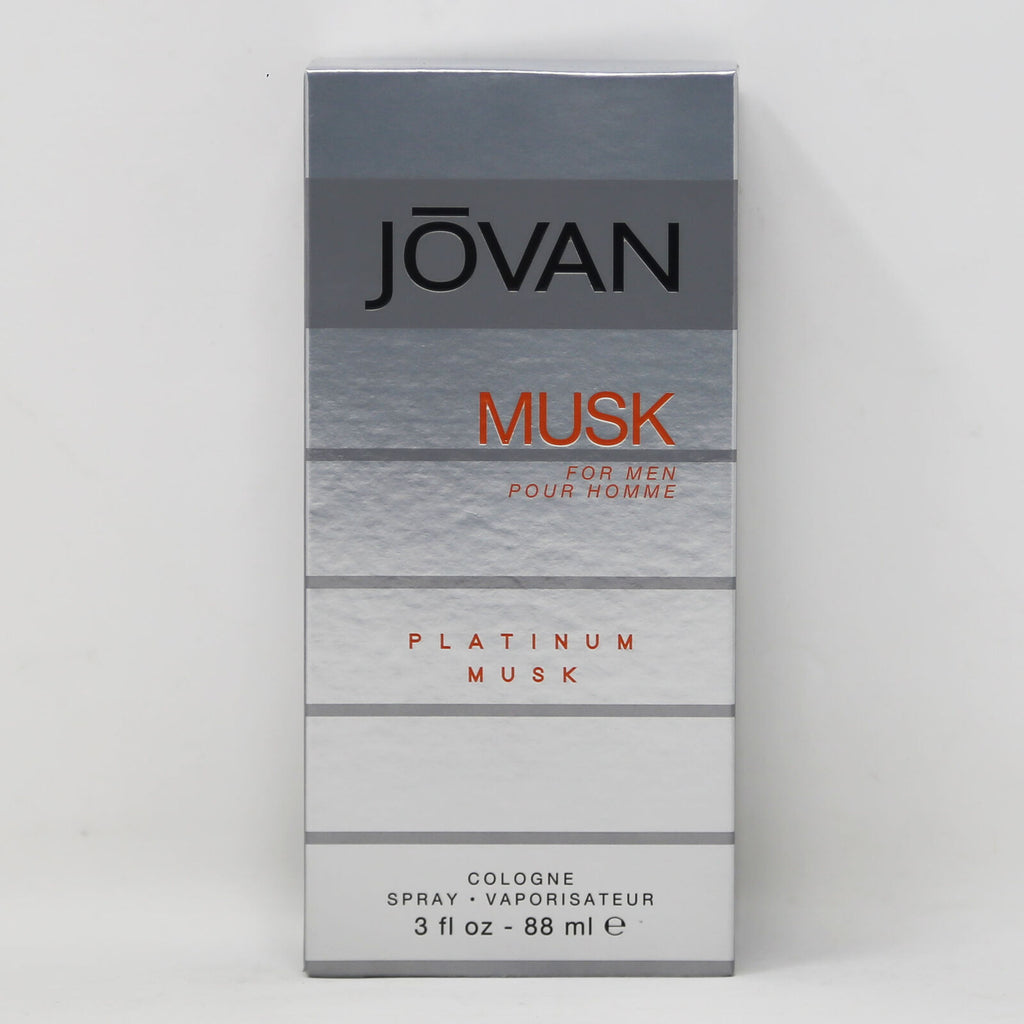 JŌVAN
MUSK
FOR MEN
POUR HOMME
PLATINUM
MUSK
COLOGNE
SPRAY • VAPORISATEUR
3 fl oz - 88 ml ℮